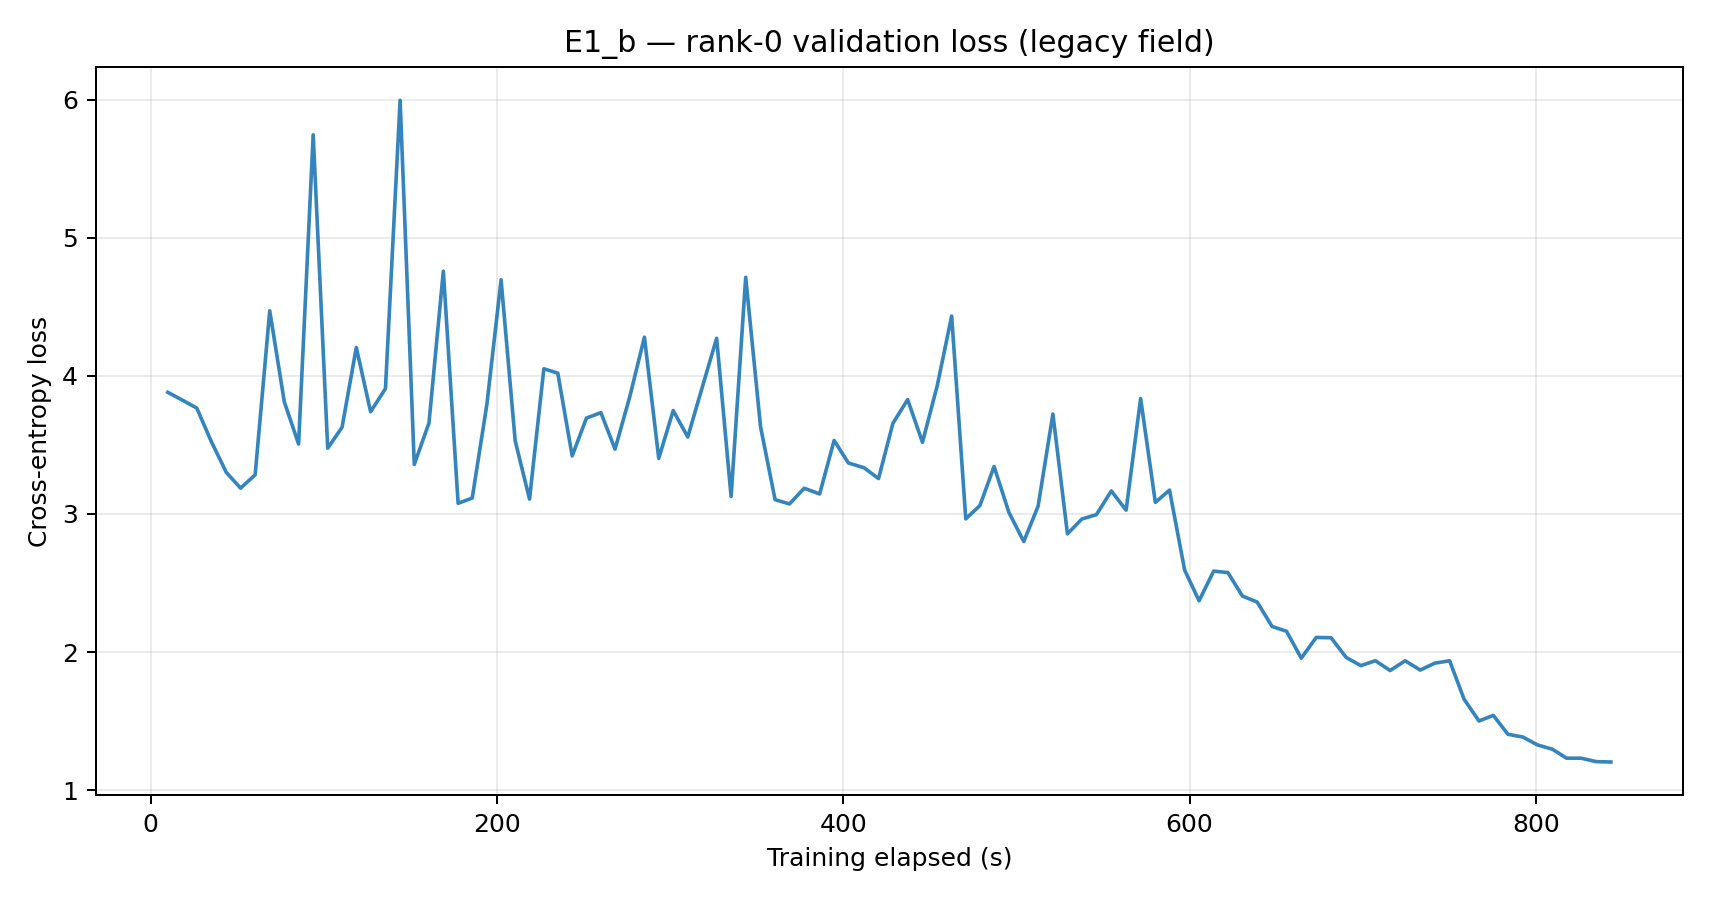 E1_b — rank-0 validation loss (legacy field)
6
5
4
3
2
1
Cross-entropy loss
0 200 400 600 800
Training elapsed (s)